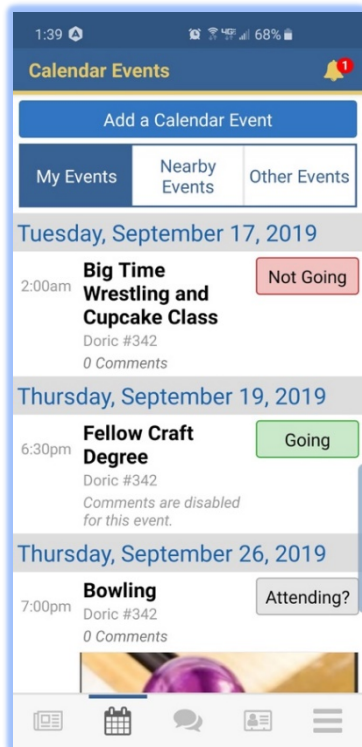 1:39 68%
Calendar Events 1
Add a Calendar Event
My Events
Nearby
Events
Other Events
Tuesday, September 17, 2019
2:00am
Big Time
Wrestling and
Cupcake Class
Not Going
Doric #342
0 Comments
Thursday, September 19, 2019
6:30pm
Fellow Craft
Degree
Going
Doric #342
Comments are disabled
for this event.
Thursday, September 26, 2019
7:00pm
Bowling
Attending?
Doric #342
0 Comments